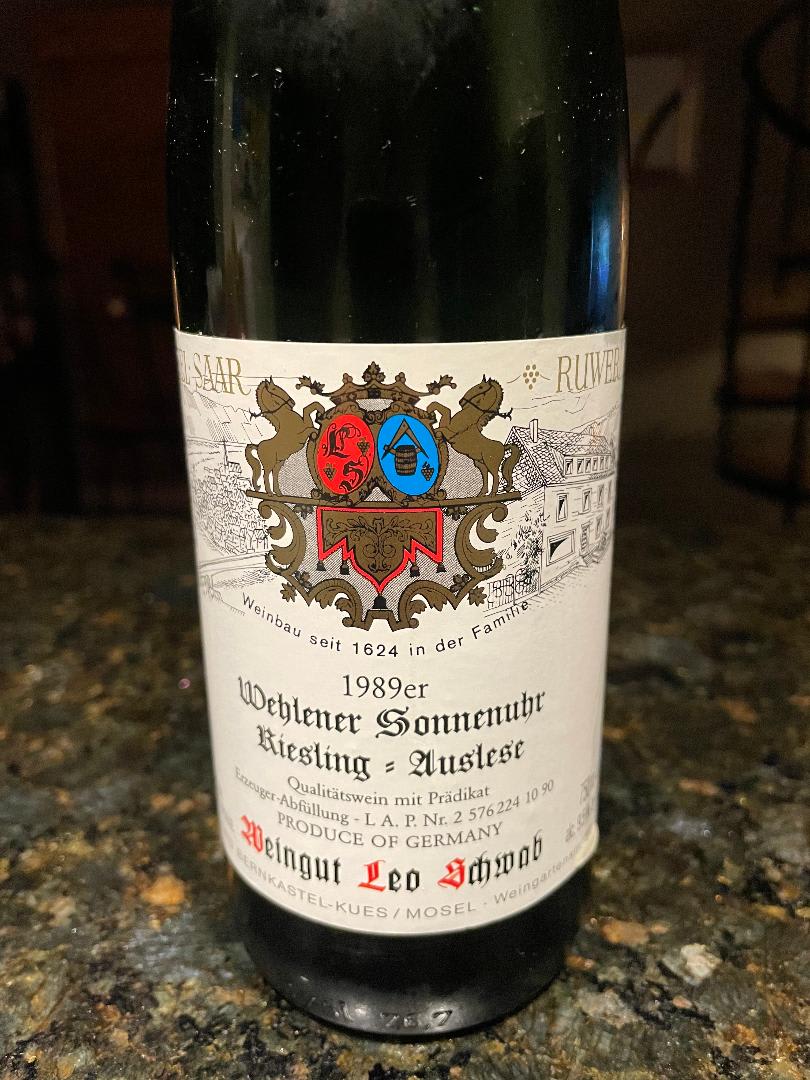 SAAR
RUWER
L S
Weinbau seit 1624 in der Familie
1989er
Wehlener Sonnenuhr
Riesling - Auslese
Qualitätswein mit Prädikat
Erzeuger-Abfüllung - L A. P. Nr. 2 576 224 10 90
PRODUCE OF GERMANY
Weingut Leo Schwab
BERNKASTEL-KUES / MOSEL ·